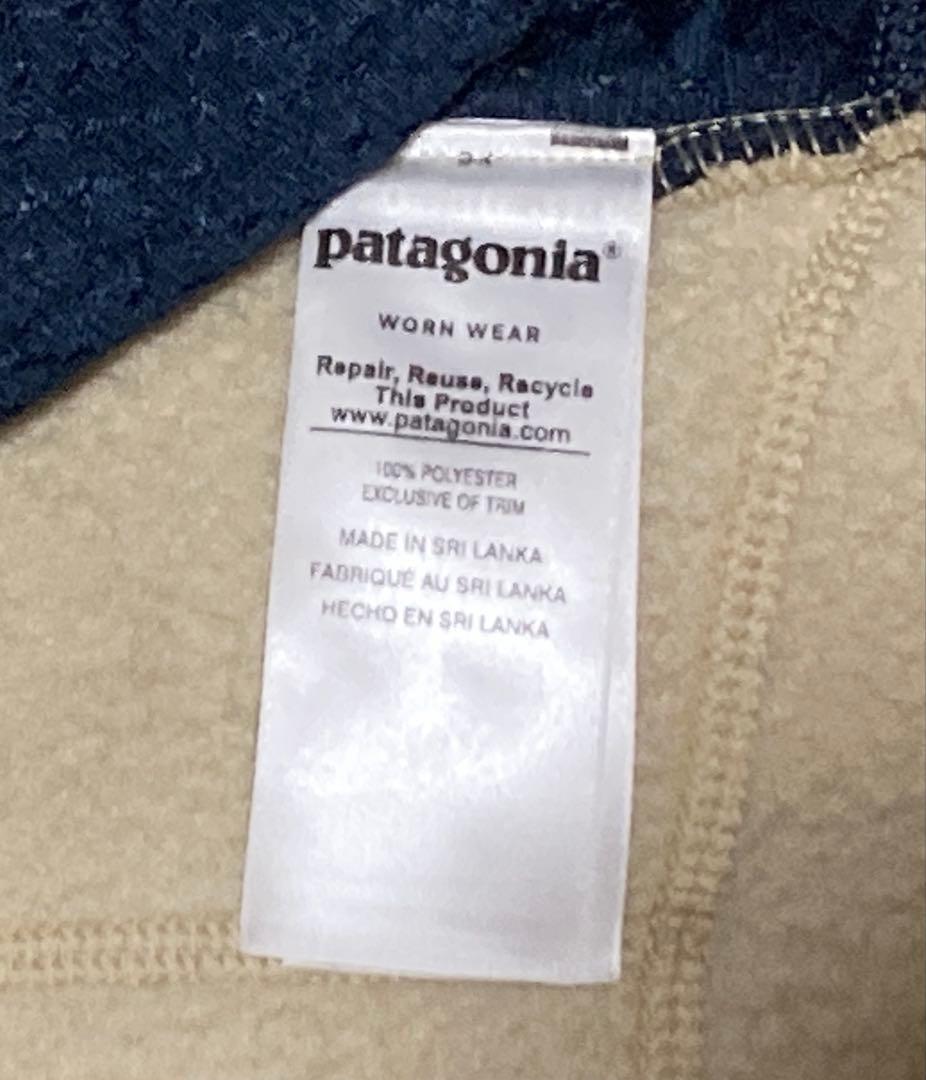 patagonia®
WORN WEAR
Repair, Reuse, Recycle
This Product
www.patagonia.com
100% POLYESTER
EXCLUSIVE OF TRIM
MADE IN SRI LANKA
FABRIQUÉ AU SRI LANKA
HECHO EN SRI LANKA